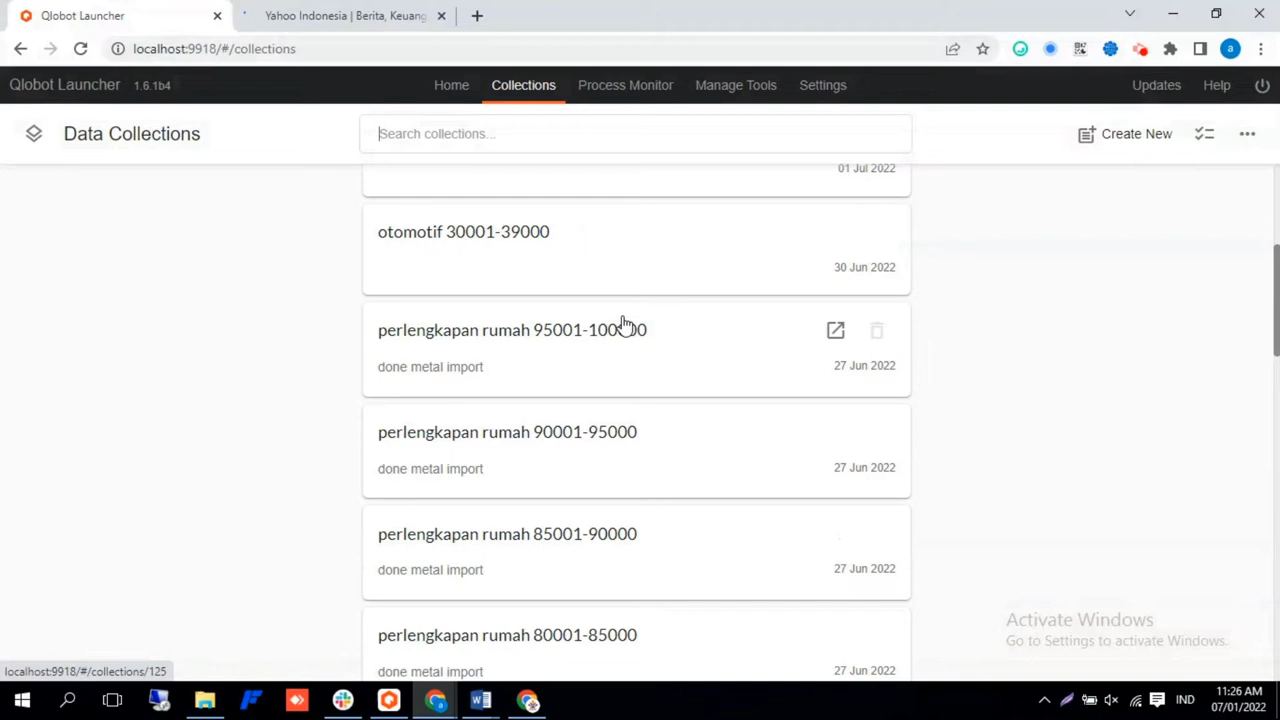 Qlobot Launcher
Yahoo Indonesia | Berita, Keuang
localhost:9918/#/collections
a
Qlobot Launcher 1.6.1b4
Home
Collections
Process Monitor
Manage Tools
Settings
Updates
Help
Data Collections
Search collections...
Create New
01 Jul 2022
otomotif 30001-39000
30 Jun 2022
perlengkapan rumah
done metal import
27 Jun 2022
perlengkapan rumah 90001-95000
done metal import
27 Jun 2022
perlengkapan rumah 85001-90000
done metal import
27 Jun 2022
perlengkapan rumah 80001-85000
done metal import
27 Jun 2022
Activate Windows
Go to Settings to activate Windows.
localhost:9918/#/collections/125
IND
11:26 AM
07/01/2022